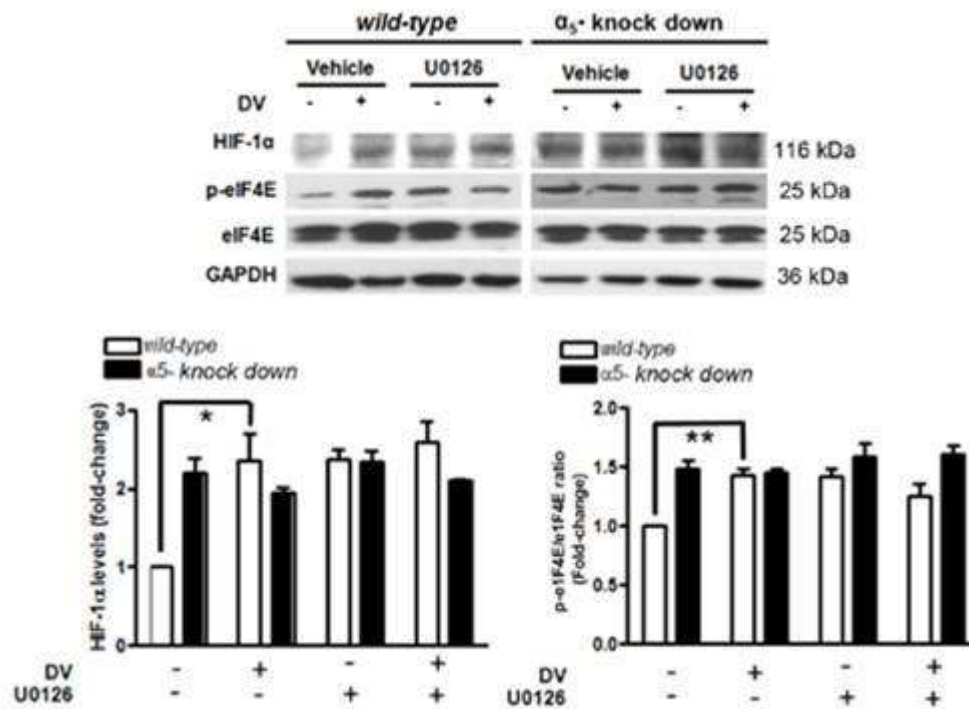 wild-type α5- knock down
Vehicle U0126 Vehicle U0126
DV - + - + - + - +
HIF-1α 116 kDa
p-eIF4E 25 kDa
eIF4E 25 kDa
GAPDH 36 kDa
wild-type
α5- knock down
HIF-1α levels (fold-change)
3
2
1
0
*
DV - + - +
U0126 - - + +
wild-type
α5- knock down
p-e1F4E/e1F4E ratio
(Fold-change)
2.0
1.5
1.0
0.5
0.0
**
DV - + - +
U0126 - - + +